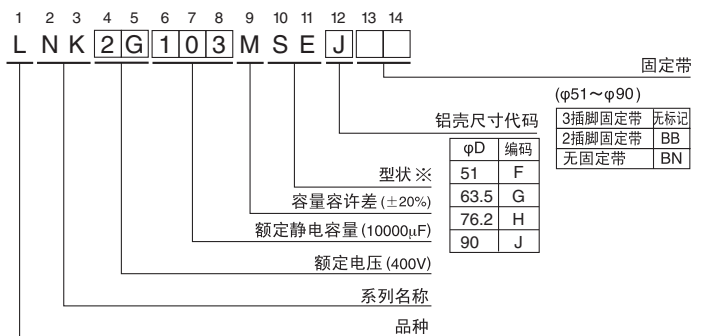 1 2 3 4 5 6 7 8 9 10 11 12 13 14
L N K 2 G 1 0 3 M S E J
固定带
(φ51～φ90)
3插脚固定带 无标记
2插脚固定带 BB
无固定带 BN
铝壳尺寸代码
φD 编码
51 F
63.5 G
76.2 H
90 J
型状※
容量容许差(±20%)
额定静电容量(10000µF)
额定电压(400V)
系列名称
品种